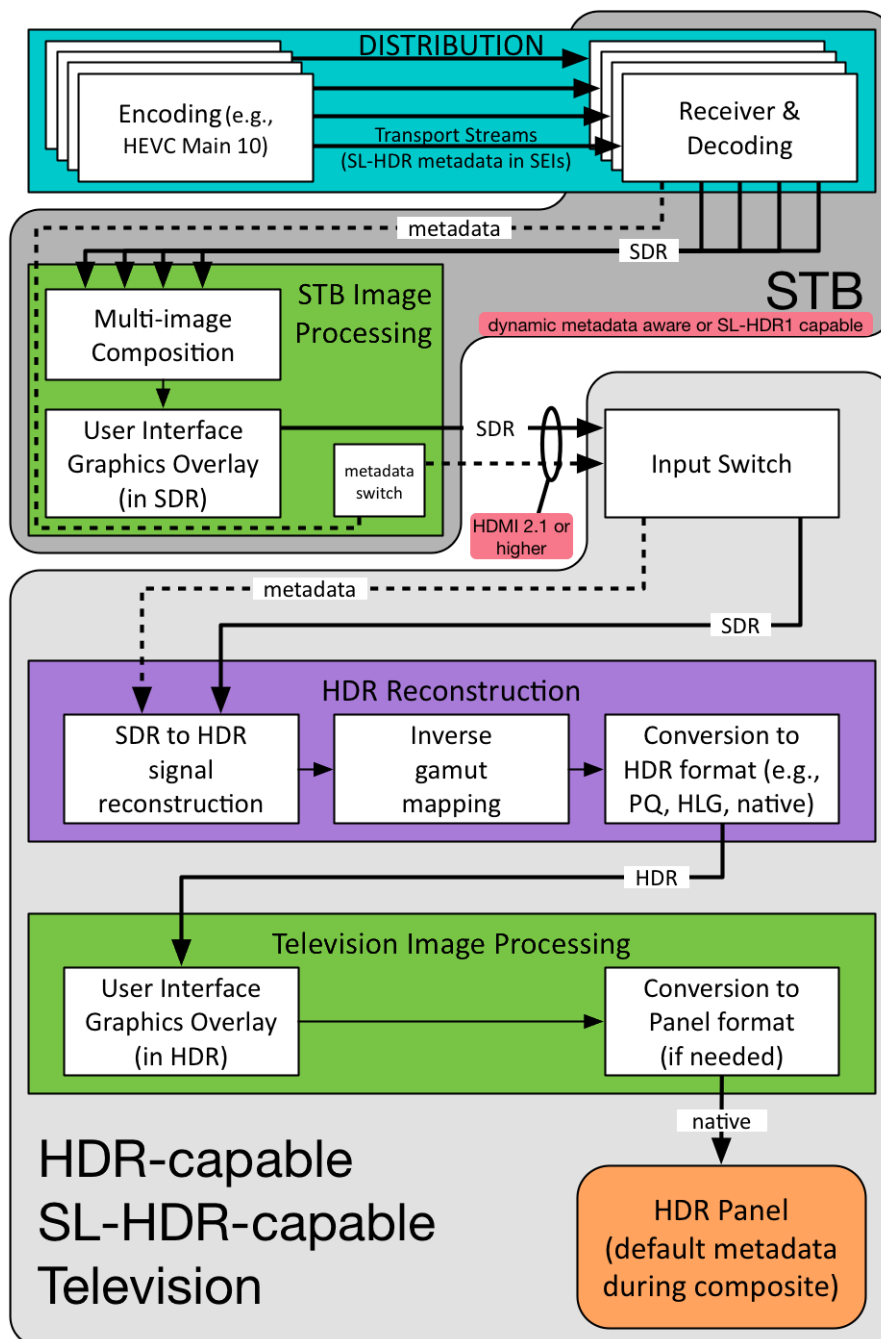 DISTRIBUTION
Encoding (e.g.,
HEVC Main 10)
Transport Streams
(SL-HDR metadata in SEIs)
Receiver &
Decoding
metadata
SDR
STB
dynamic metadata aware or SL-HDR1 capable
STB Image
Processing
Multi-image
Composition
User Interface
Graphics Overlay
(in SDR)
metadata
switch
SDR
HDMI 2.1 or
higher
Input Switch
metadata
SDR
HDR Reconstruction
SDR to HDR
signal
reconstruction
Inverse
gamut
mapping
Conversion to
HDR format (e.g.,
PQ, HLG, native)
HDR
Television Image Processing
User Interface
Graphics Overlay
(in HDR)
Conversion to
Panel format
(if needed)
native
HDR-capable
SL-HDR-capable
Television
HDR Panel
(default metadata
during composite)